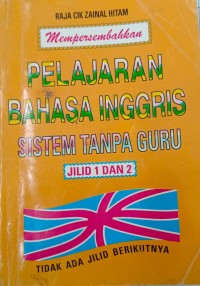 RAJA CIK ZAINAL HITAM
Mempersembahkan
PELAJARAN
BAHASA INGGRIS
SISTEM TANPA GURU
JILID 1 DAN 2
TIDAK ADA JILID BERIKUTNYA